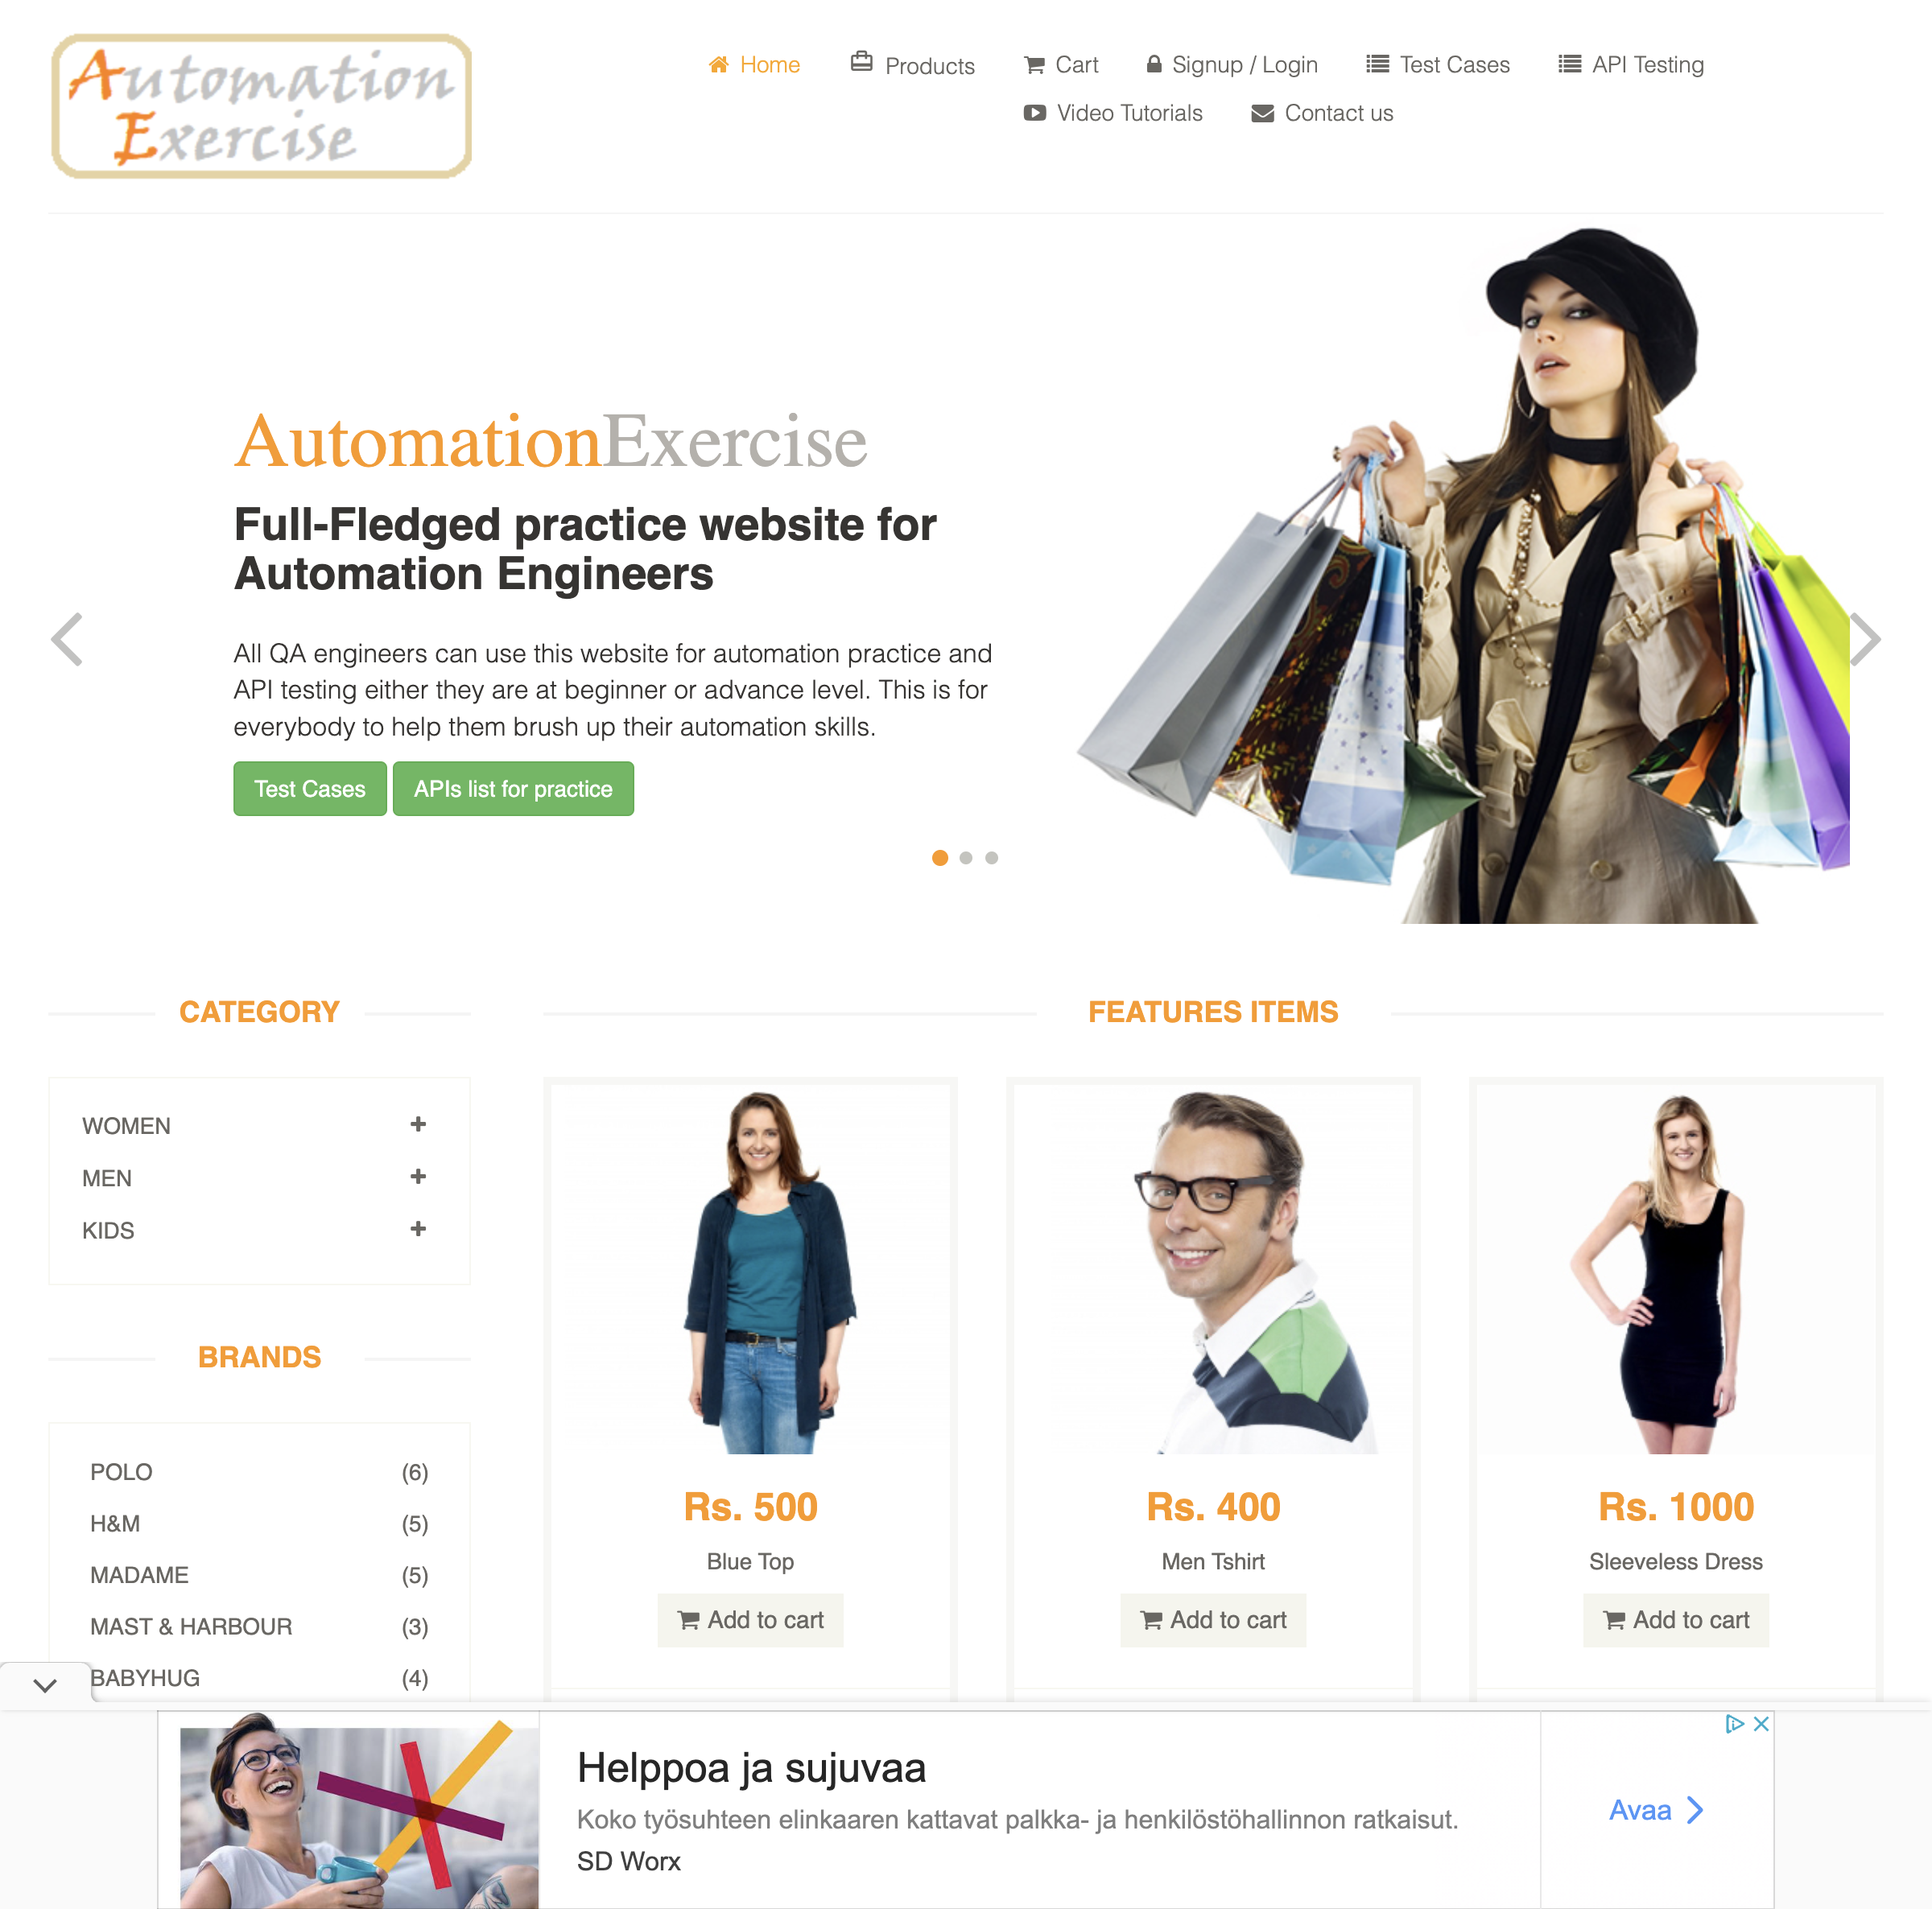 Automation
Exercise
Home
Products
Cart
Signup / Login
Test Cases
API Testing
Video Tutorials
Contact us
AutomationExercise
Full-Fledged practice website for
Automation Engineers
All QA engineers can use this website for automation practice and
API testing either they are at beginner or advance level. This is for
everybody to help them brush up their automation skills.
Test Cases
APIs list for practice
CATEGORY
WOMEN
MEN
KIDS
BRANDS
POLO (6)
H&M (5)
MADAME (5)
MAST & HARBOUR (3)
BABYHUG (4)
FEATURES ITEMS
Rs. 500
Blue Top
Add to cart
Rs. 400
Men Tshirt
Add to cart
Rs. 1000
Sleeveless Dress
Add to cart
Helppoa ja sujuvaa
Koko työsuhteen elinkaaren kattavat palkka- ja henkilöstöhallinnon ratkaisut.
SD Worx
Avaa